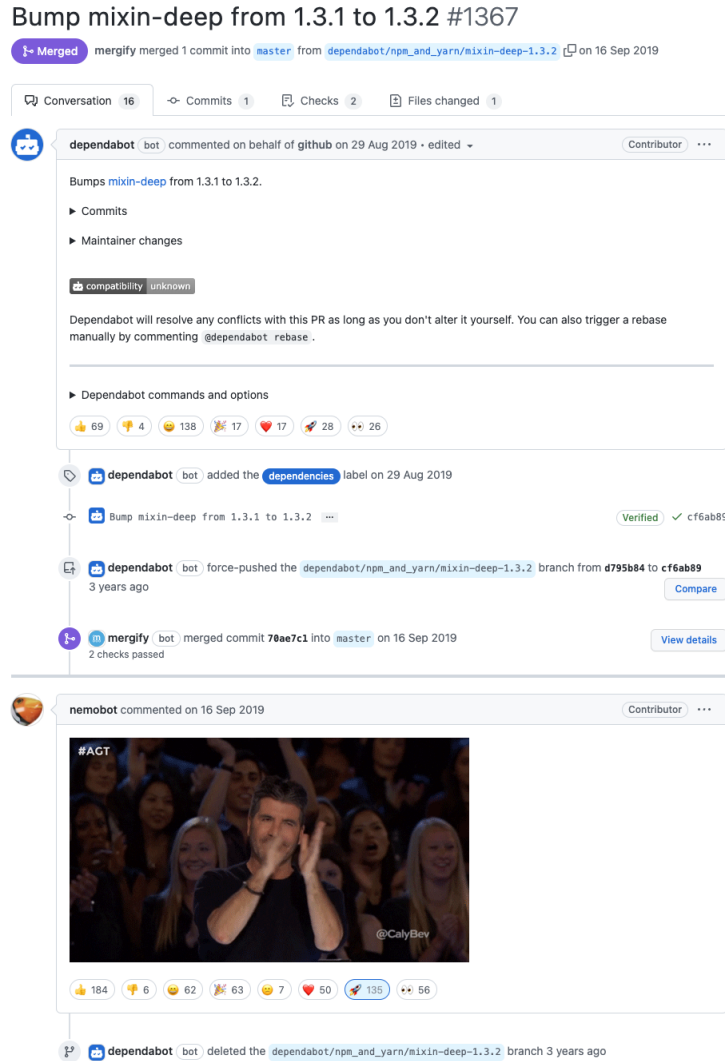 Bump mixin-deep from 1.3.1 to 1.3.2 #1367
Merged mergify merged 1 commit into master from dependabot/npm_and_yarn/mixin-deep-1.3.2 on 16 Sep 2019
Conversation 16 Commits 1 Checks 2 Files changed 1
dependabot bot commented on behalf of github on 29 Aug 2019 • edited Contributor ...
Bumps mixin-deep from 1.3.1 to 1.3.2.
Commits
Maintainer changes
compatibility unknown
Dependabot will resolve any conflicts with this PR as long as you don't alter it yourself. You can also trigger a rebase
manually by commenting @dependabot rebase .
Dependabot commands and options
69 4 138 17 17 28 26
dependabot bot added the dependencies label on 29 Aug 2019
Bump mixin-deep from 1.3.1 to 1.3.2 ... Verified cf6ab89
dependabot bot force-pushed the dependabot/npm_and_yarn/mixin-deep-1.3.2 branch from d795b84 to cf6ab89
3 years ago Compare
m mergify bot merged commit 70ae7c1 into master on 16 Sep 2019 View details
2 checks passed
nemobot commented on 16 Sep 2019 Contributor ...
#AGT
@CalyBev
184 6 62 63 7 50 135 56
dependabot bot deleted the dependabot/npm_and_yarn/mixin-deep-1.3.2 branch 3 years ago